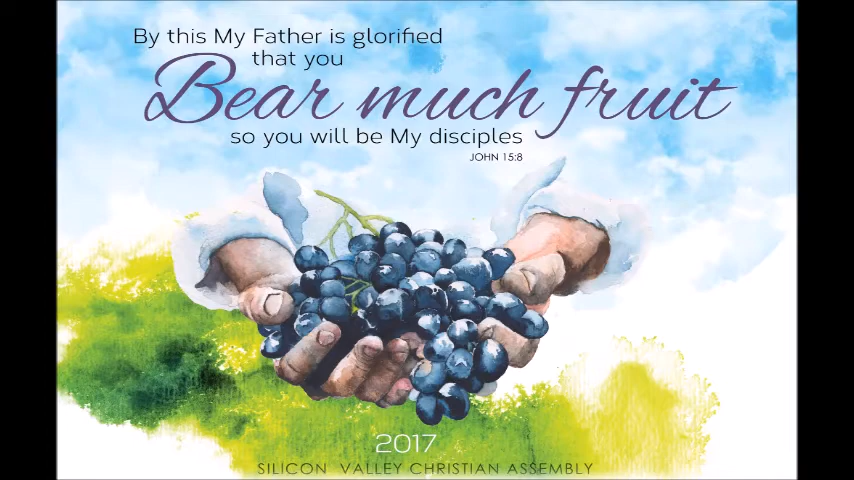 By this My Father is glorified
that you
Bear much fruit
so you will be My disciples
JOHN 15:8
2017
SILICON VALLEY CHRISTIAN ASSEMBLY